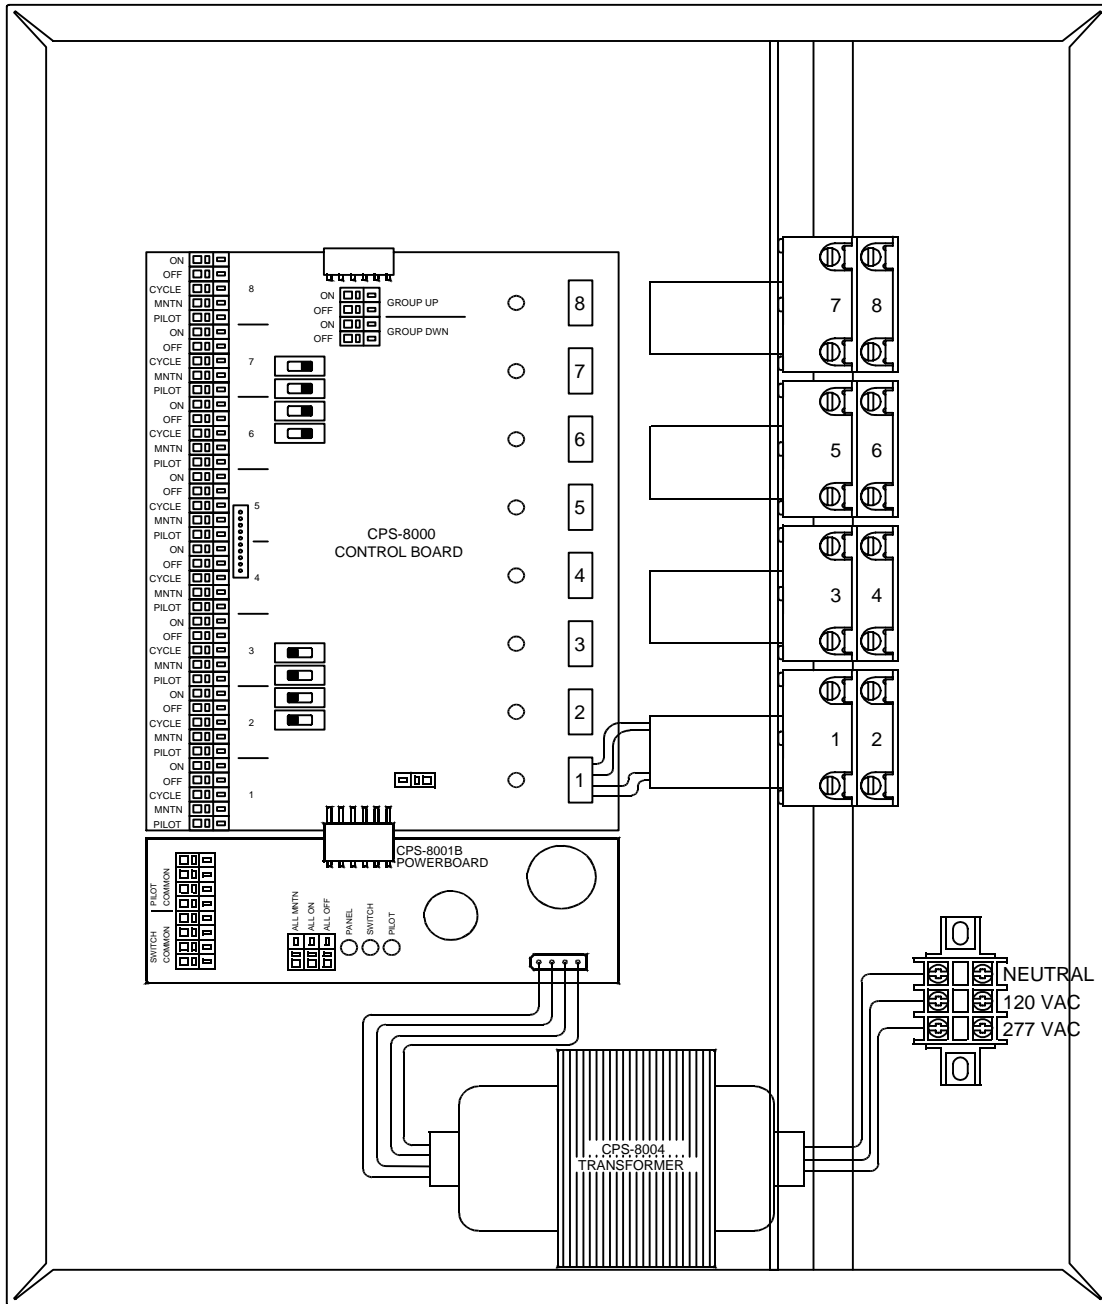 ON
OFF
CYCLE
MNTN
PILOT
8
ON
OFF
CYCLE
MNTN
PILOT
7
ON
OFF
CYCLE
MNTN
PILOT
6
ON
OFF
CYCLE
MNTN
PILOT
5
ON
OFF
CYCLE
MNTN
PILOT
4
ON
OFF
CYCLE
MNTN
PILOT
3
ON
OFF
CYCLE
MNTN
PILOT
2
ON
OFF
CYCLE
MNTN
PILOT
1
ON
OFF
GROUP UP
ON
OFF
GROUP DWN
CPS-8000
CONTROL BOARD
8
7
6
5
4
3
2
1
7 8
5 6
3 4
1 2
CPS-8001B
POWERBOARD
PILOT
COMMON
SWITCH
COMMON
ALL MNTN
ALL ON
ALL OFF
PANEL
SWITCH
PILOT
NEUTRAL
120 VAC
277 VAC
CPS-8004
TRANSFORMER